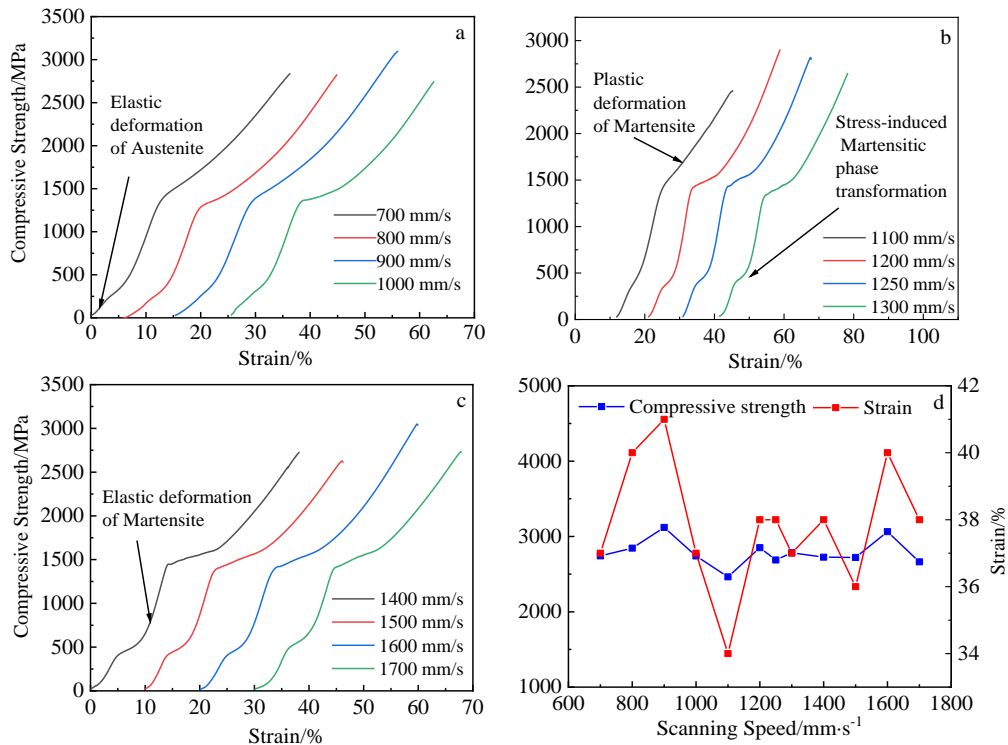 a
3500
3000
2500
2000
1500
1000
500
0
Compressive Strength/MPa
Elastic
deformation
of Austenite
700 mm/s
800 mm/s
900 mm/s
1000 mm/s
0 10 20 30 40 50 60 70
Strain/%
b
3000
2500
2000
1500
1000
500
0
Plastic
deformation
of Martensite
Stress-induced
Martensitic
phase
transformation
1100 mm/s
1200 mm/s
1250 mm/s
1300 mm/s
0 20 40 60 80 100
Strain/%
c
3500
3000
2500
2000
1500
1000
500
0
Compressive Strength/MPa
Elastic deformation
of Martensite
1400 mm/s
1500 mm/s
1600 mm/s
1700 mm/s
0 10 20 30 40 50 60 70
Strain/%
d
Compressive strength Strain
5000
4000
3000
2000
1000
42
40
38
36
34
Strain/%
600 800 1000 1200 1400 1600 1800
Scanning Speed/mm·s⁻¹